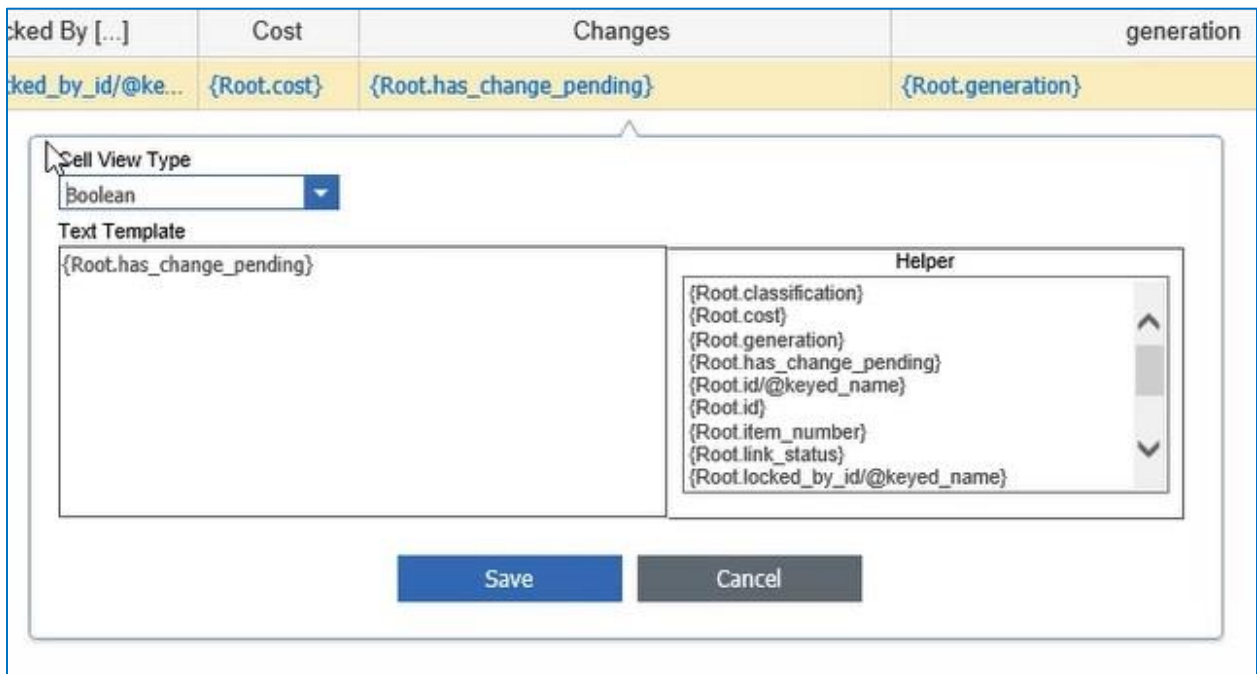 cked By [...] Cost Changes generation
cked_by_id/@ke... {Root.cost} {Root.has_change_pending} {Root.generation}
Cell View Type
Boolean
Text Template
{Root.has_change_pending}
Helper
{Root.classification}
{Root.cost}
{Root.generation}
{Root.has_change_pending}
{Root.id/@keyed_name}
{Root.id}
{Root.item_number}
{Root.link_status}
{Root.locked_by_id/@keyed_name}
Save Cancel